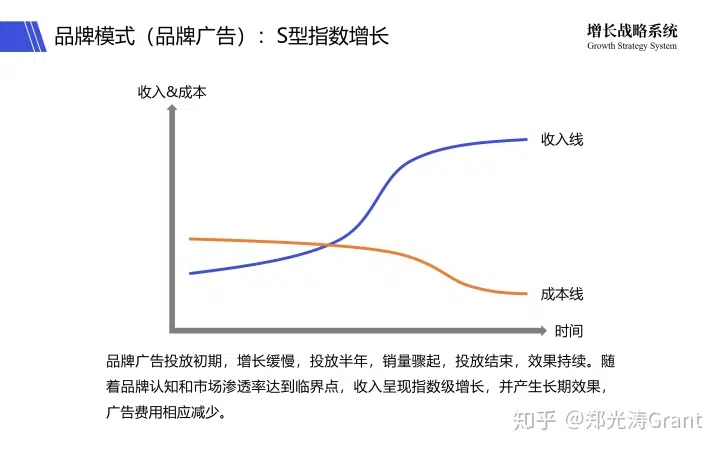 品牌模式（品牌广告）：S型指数增长
增长战略系统
Growth Strategy System
收入&成本
收入线
成本线
时间
品牌广告投放初期，增长缓慢，投放半年，销量骤起，投放结束，效果持续。随
着品牌认知和市场渗透率达到临界点，收入呈现指数级增长，并产生长期效果，
广告费用相应减少。
知乎 @郑光涛Grant